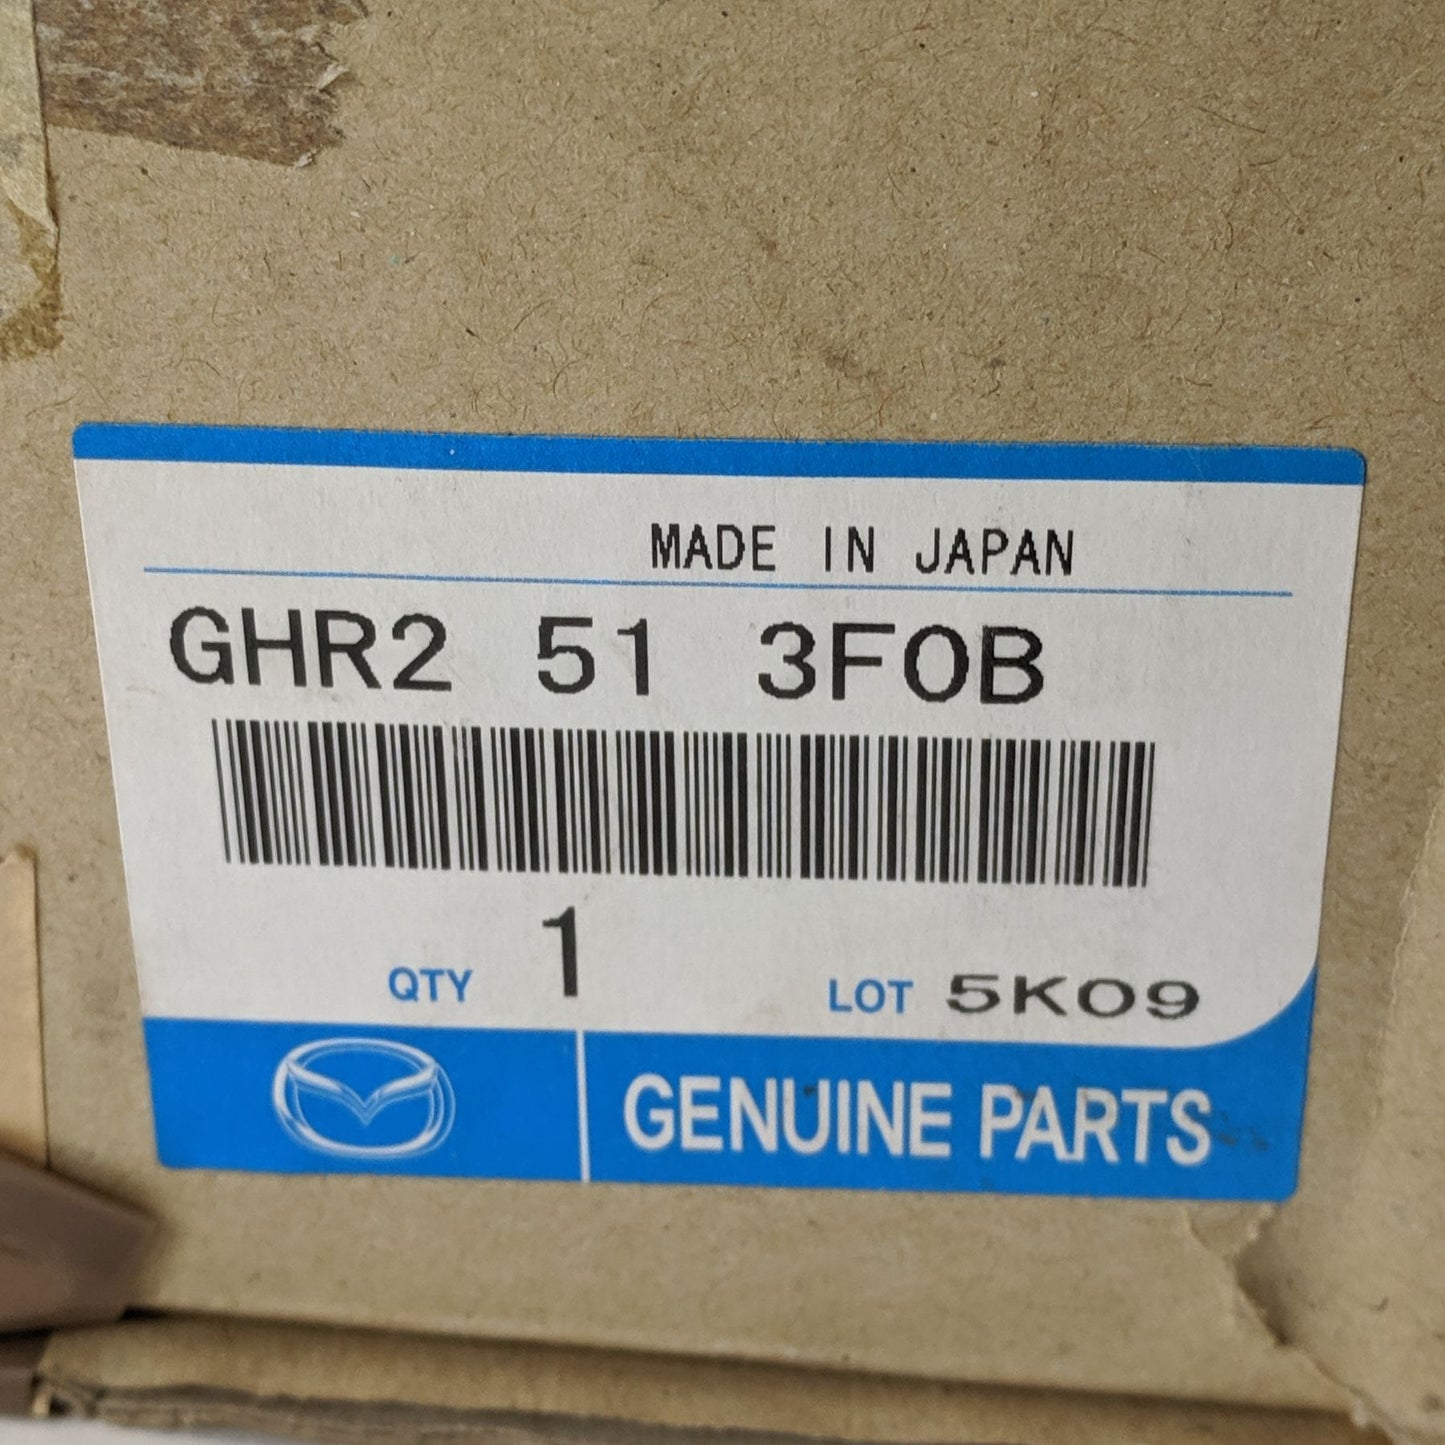 MADE IN JAPAN
GHR2 51 3F0B
QTY 1 LOT 5K09
GENUINE PARTS